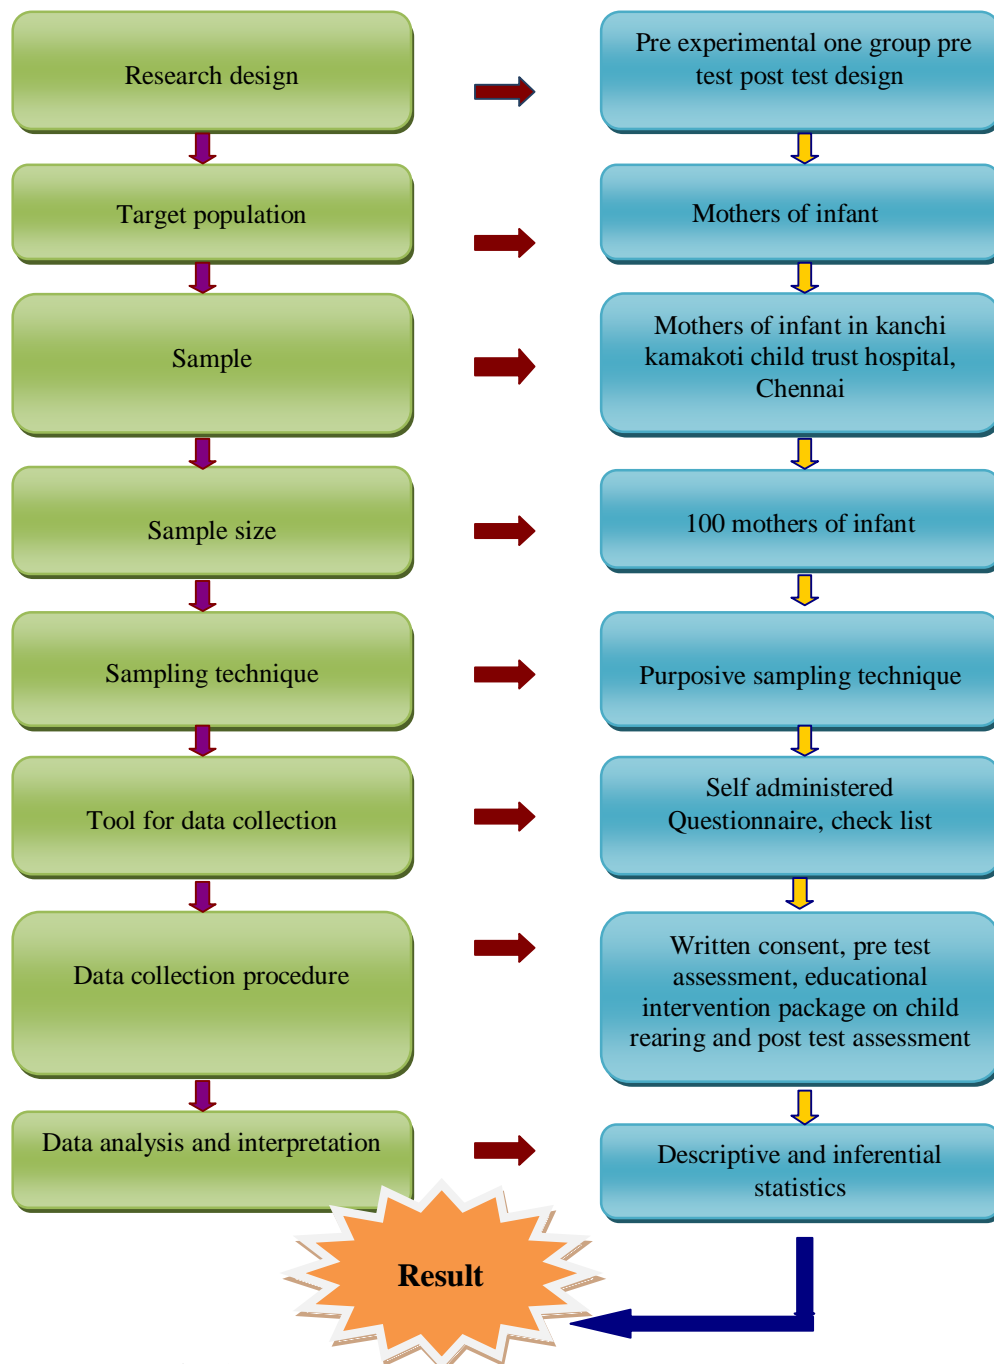 Research design
Pre experimental one group pre
test post test design
Target population
Mothers of infant
Sample
Mothers of infant in kanchi
kamakoti child trust hospital,
Chennai
Sample size
100 mothers of infant
Sampling technique
Purposive sampling technique
Tool for data collection
Self administered
Questionnaire, check list
Data collection procedure
Written consent, pre test
assessment, educational
intervention package on child
rearing and post test assessment
Data analysis and interpretation
Descriptive and inferential
statistics
Result